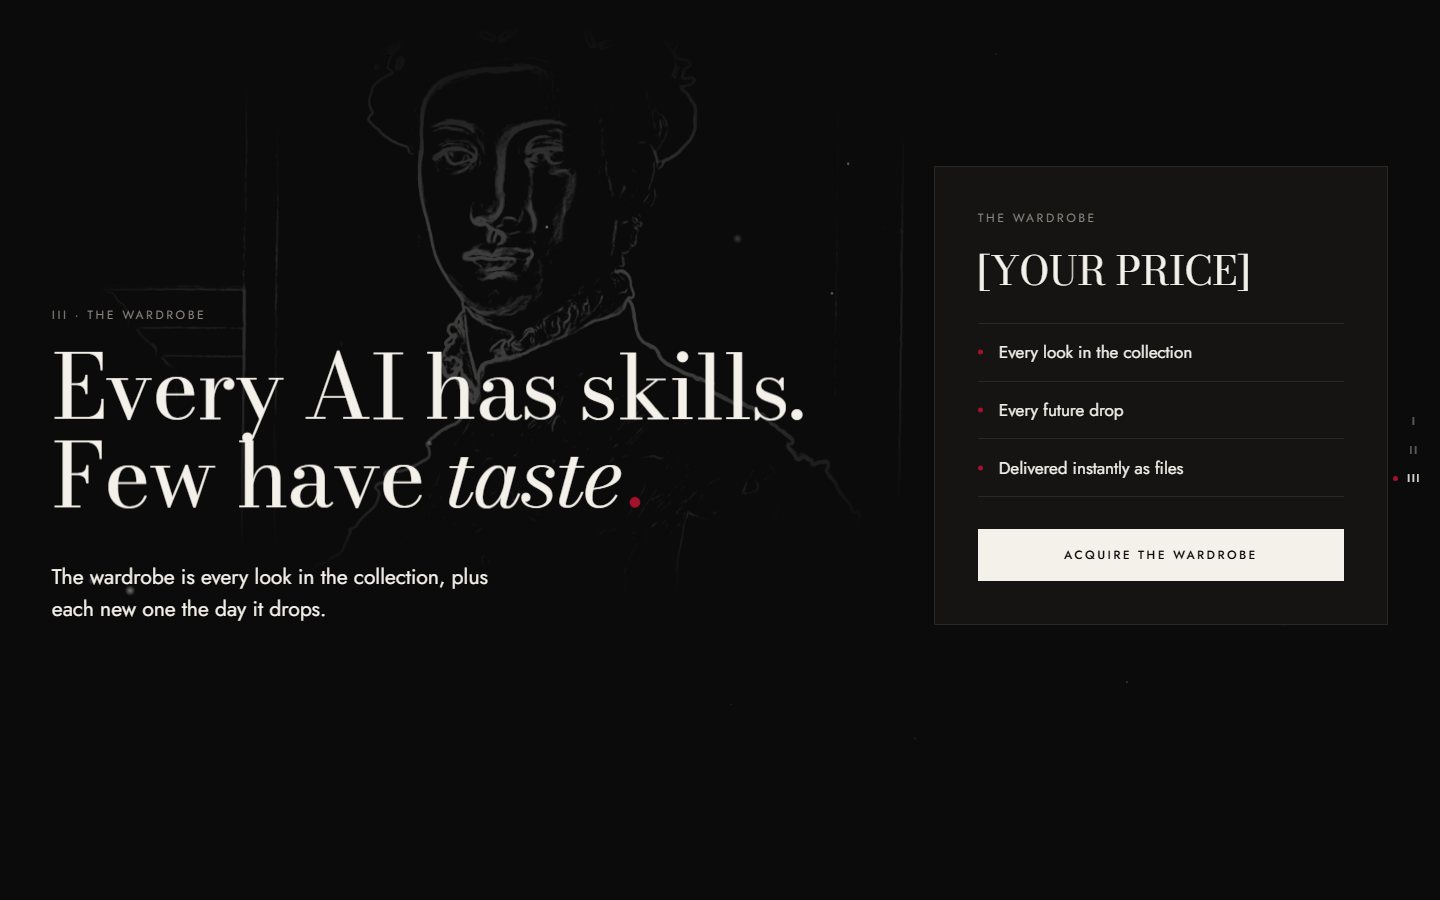 III · THE WARDROBE
Every AI has skills.
Few have taste.
The wardrobe is every look in the collection, plus
each new one the day it drops.
THE WARDROBE
[YOUR PRICE]
Every look in the collection
Every future drop
Delivered instantly as files
ACQUIRE THE WARDROBE
I
II
III